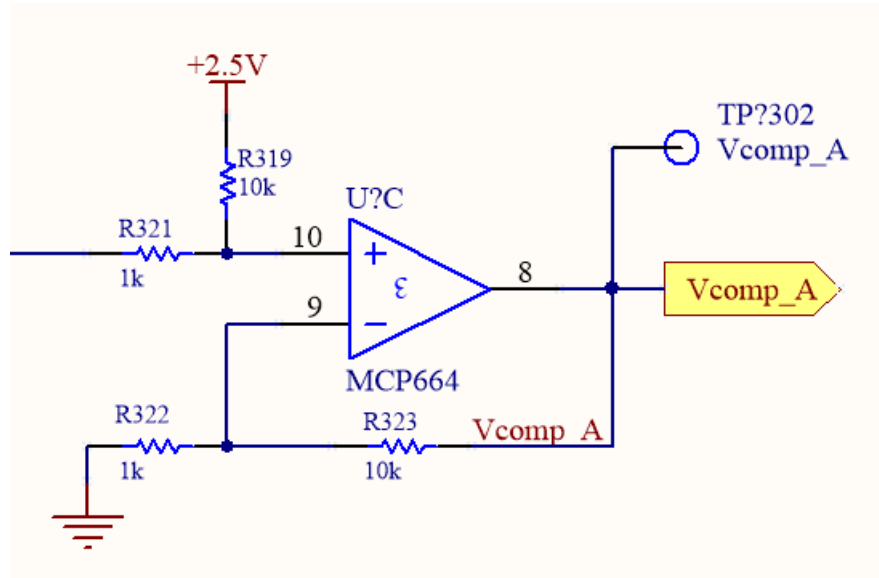 +2.5V
TP?302
Vcomp_A
R319
10k
U?C
R321
1k
10
+
8
Vcomp_A
9
−
MCP664
R322
1k
R323
10k
Vcomp_A